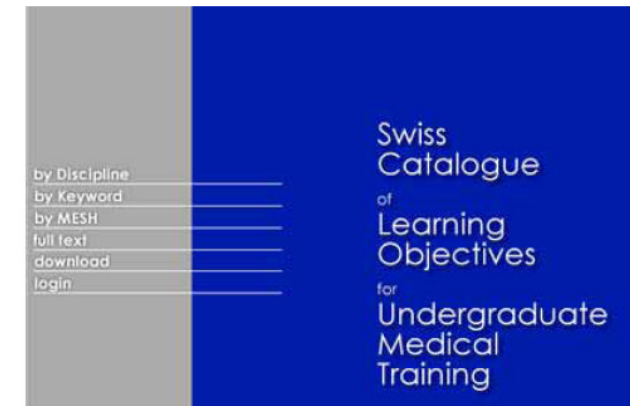 by Discipline
by Keyword
by MESH
full text
download
login
Swiss
Catalogue
of
Learning
Objectives
for
Undergraduate
Medical
Training